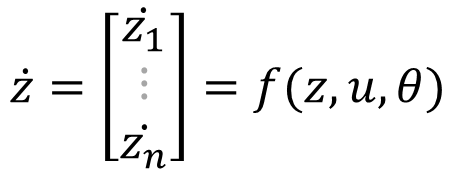 ż = [ż₁ ⋮ żₙ] = f(z, u, θ)